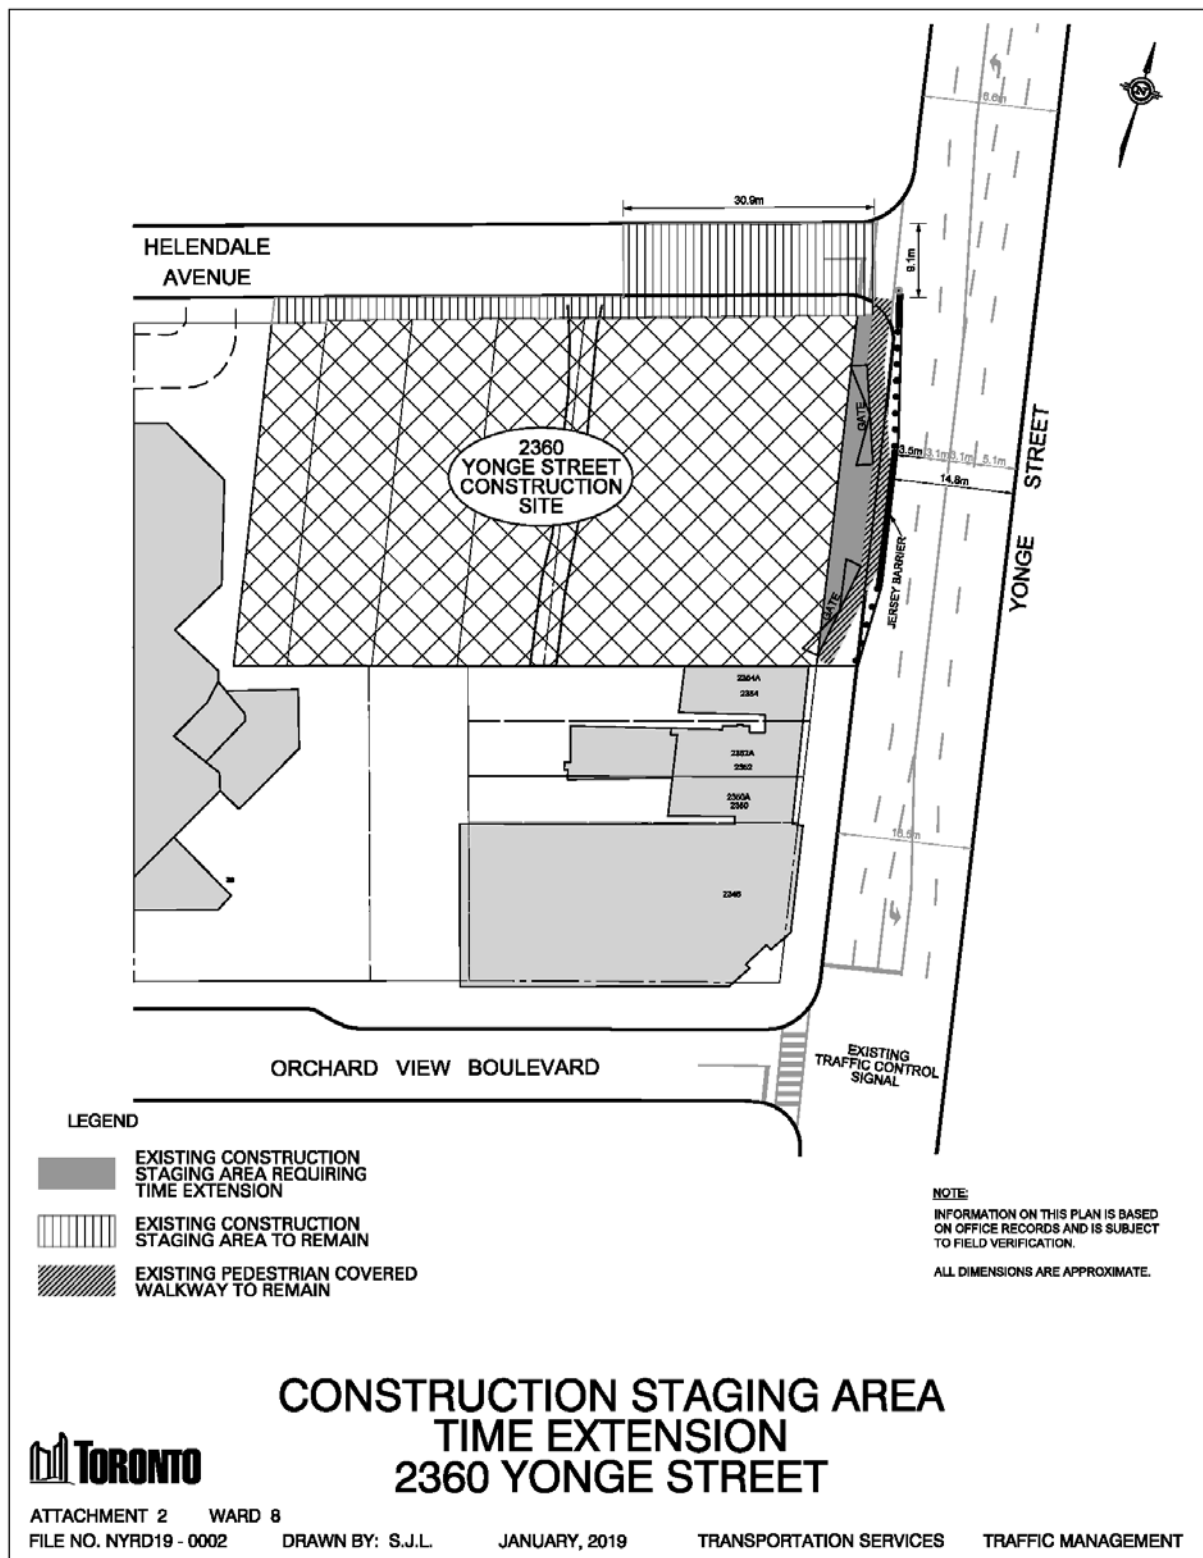 6.6m
30.9m
9.1m
HELENDALE
AVENUE
GATE
2360
YONGE STREET
CONSTRUCTION
SITE
3.5m
3.1m
3.1m
5.1m
14.8m
YONGE STREET
JERSEY BARRIER
GATE
2364A
2364
2362A
2362
2360A
2360
2346
EXISTING
TRAFFIC CONTROL
SIGNAL
ORCHARD VIEW BOULEVARD
LEGEND
EXISTING CONSTRUCTION
STAGING AREA REQUIRING
TIME EXTENSION
EXISTING CONSTRUCTION
STAGING AREA TO REMAIN
EXISTING PEDESTRIAN COVERED
WALKWAY TO REMAIN
NOTE:
INFORMATION ON THIS PLAN IS BASED
ON OFFICE RECORDS AND IS SUBJECT
TO FIELD VERIFICATION.
ALL DIMENSIONS ARE APPROXIMATE.
CONSTRUCTION STAGING AREA
TIME EXTENSION
2360 YONGE STREET
TORONTO
ATTACHMENT 2 WARD 8
FILE NO. NYRD19 - 0002 DRAWN BY: S.J.L. JANUARY, 2019 TRANSPORTATION SERVICES TRAFFIC MANAGEMENT